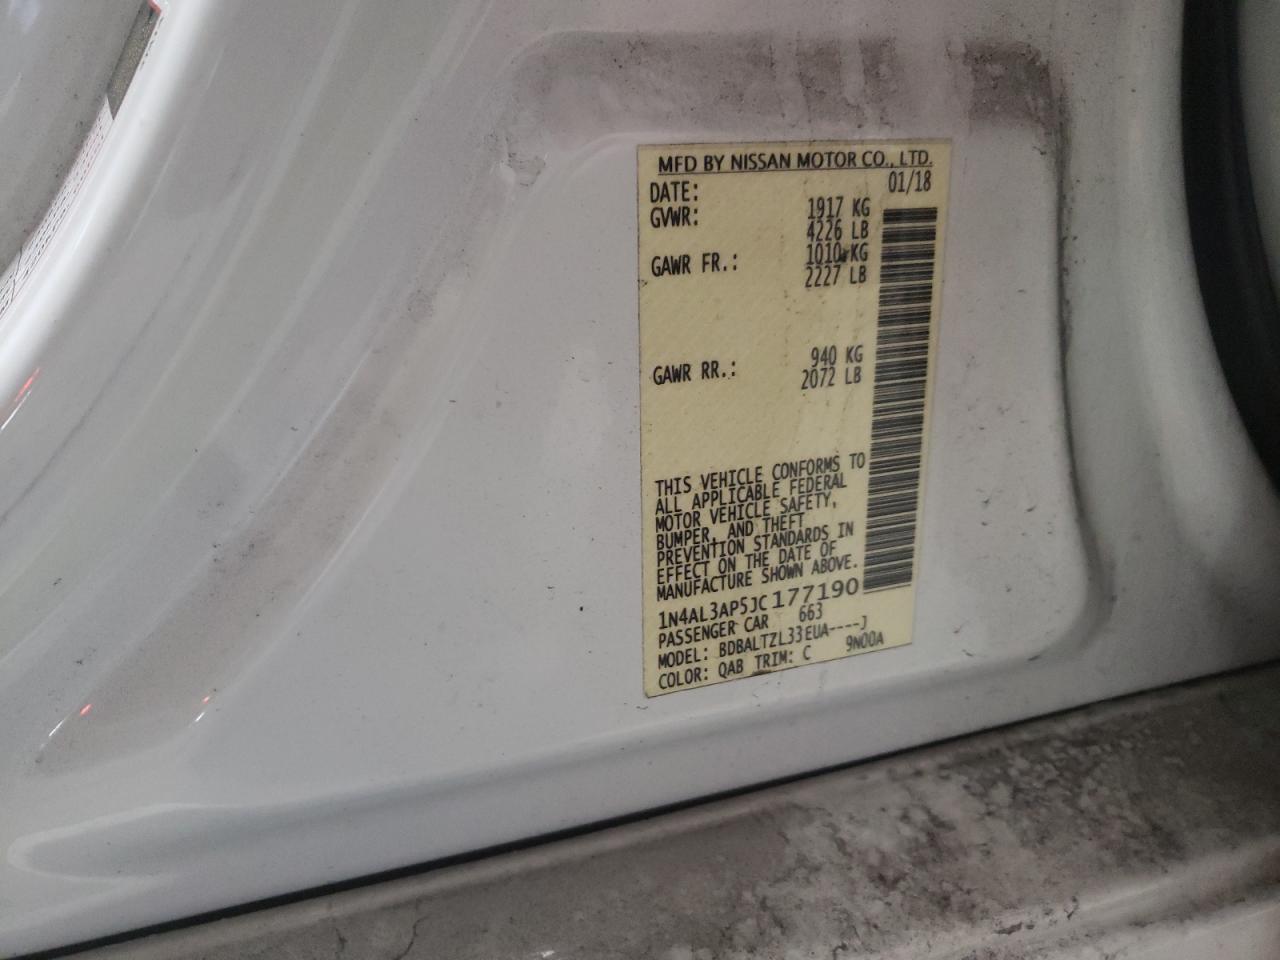 MFD BY NISSAN MOTOR CO., LTD.
DATE: 01/18
GVWR: 1917 KG
4226 LB
GAWR FR.: 1010 KG
2227 LB
GAWR RR.: 940 KG
2072 LB
THIS VEHICLE CONFORMS TO
ALL APPLICABLE FEDERAL
MOTOR VEHICLE SAFETY,
BUMPER, AND THEFT
PREVENTION STANDARDS IN
EFFECT ON THE DATE OF
MANUFACTURE SHOWN ABOVE.
1N4AL3AP5JC177190
PASSENGER CAR 663
MODEL: BDBALTZL33EUA----J
COLOR: QAB TRIM: C 9N00A